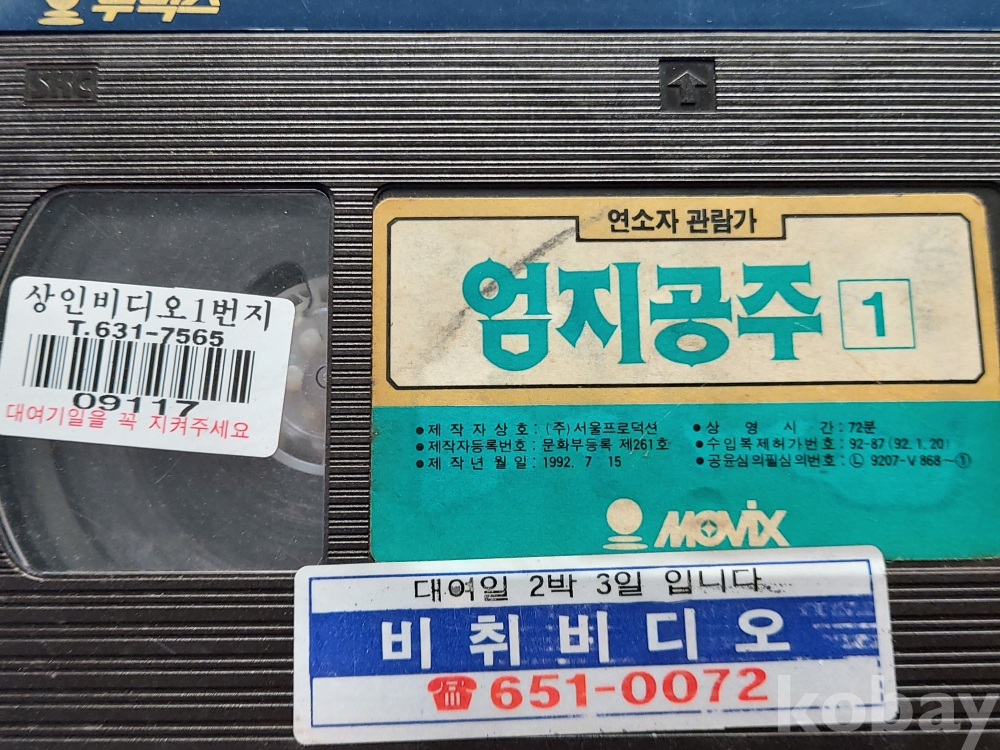 무빅스
SKC
연소자 관람가
엄지공주 1
상인비디오1번지
T.631-7565
09117
대여기일을 꼭 지켜주세요
● 제 작 자 상 호 : (주)서울프로덕션
● 제작자등록번호 : 문화부등록 제261호
● 제 작 년 월 일 : 1992. 7 15
● 상 영 시 간 : 72분
● 수입복제허가번호 : 92-87 (92.1.20)
● 공윤심의필심의번호 : Ⓛ 9207-V 868~①
MOVIX
대여일 2박 3일 입니다.
비취비디오
☎651-0072
kobay